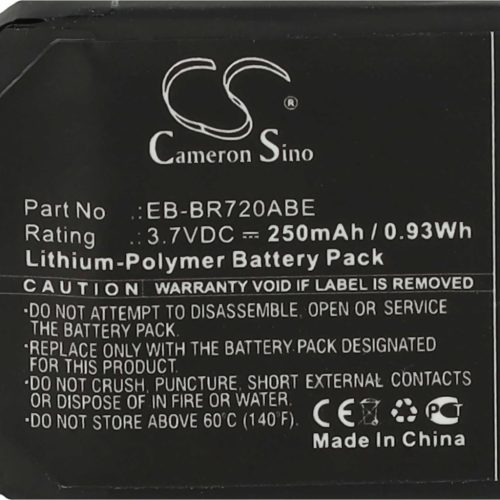 CS
®
Cameron Sino
Part No .: EB-BR720ABE
Rating .: 3.7VDC ⎓ 250mAh / 0.93Wh
Lithium-Polymer Battery Pack
CAUTION WARRANTY VOID IF LABEL IS REMOVED
·DO NOT ATTEMPT TO DISASSEMBLE, OPEN OR SERVICE
THE BATTERY PACK.
·REPLACE ONLY WITH THE BATTERY PACK DESIGNATED
FOR THIS PRODUCT.
·DO NOT CRUSH, PUNCTURE, SHORT EXTERNAL CONTACTS
OR DISPOSE OF IN FIRE OR WATER.
·DO NOT STORE ABOVE 60°C (140°F).
CE PCT
Made In China